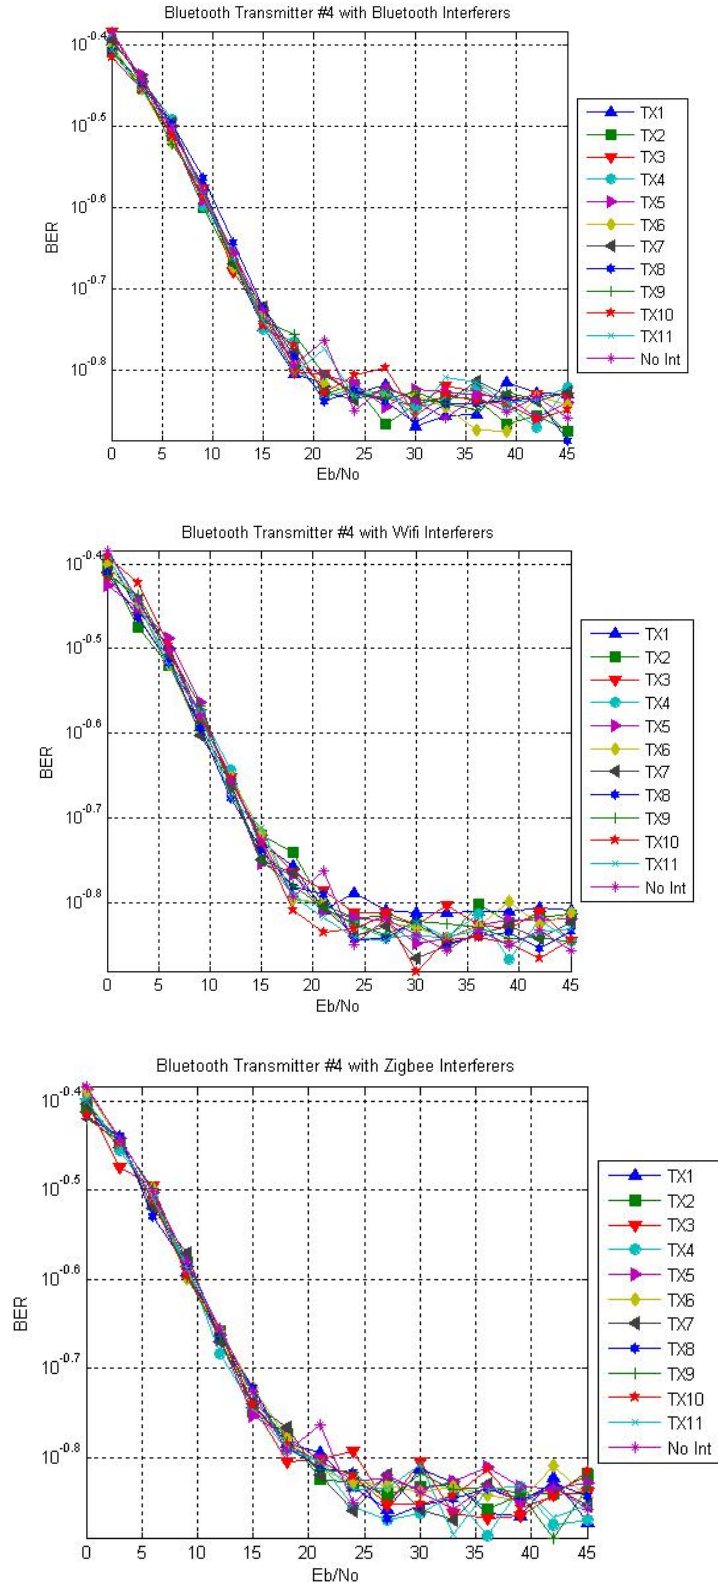 Bluetooth Transmitter #4 with Bluetooth Interferers
10^-0.4
10^-0.5
10^-0.6
10^-0.7
10^-0.8
BER
0 5 10 15 20 25 30 35 40 45
Eb/No
TX1
TX2
TX3
TX4
TX5
TX6
TX7
TX8
TX9
TX10
TX11
No Int
Bluetooth Transmitter #4 with Wifi Interferers
10^-0.4
10^-0.5
10^-0.6
10^-0.7
10^-0.8
BER
0 5 10 15 20 25 30 35 40 45
Eb/No
TX1
TX2
TX3
TX4
TX5
TX6
TX7
TX8
TX9
TX10
TX11
No Int
Bluetooth Transmitter #4 with Zigbee Interferers
10^-0.4
10^-0.5
10^-0.6
10^-0.7
10^-0.8
BER
0 5 10 15 20 25 30 35 40 45
Eb/No
TX1
TX2
TX3
TX4
TX5
TX6
TX7
TX8
TX9
TX10
TX11
No Int